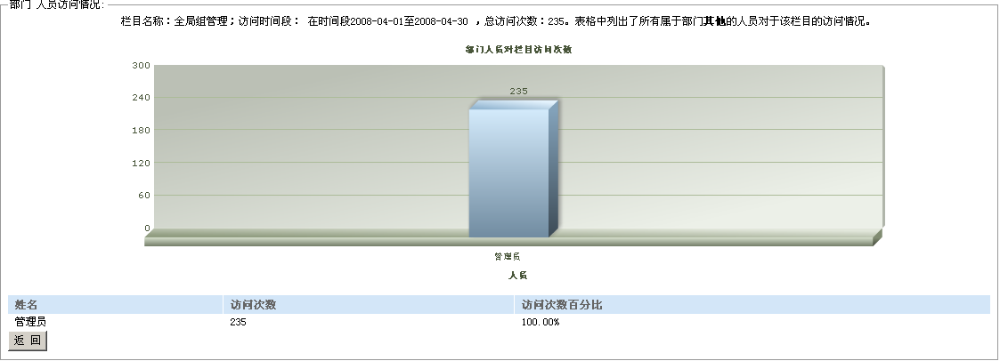 部门 人员访问情况:
栏目名称：全局组管理；访问时间段： 在时间段2008-04-01至2008-04-30 ，总访问次数：235。表格中列出了所有属于部门其他的人员对于该栏目的访问情况。
部门人员对栏目访问次数
300
240
180
120
60
0
235
管理员
人员
姓名 访问次数 访问次数百分比
管理员 235 100.00%
返 回